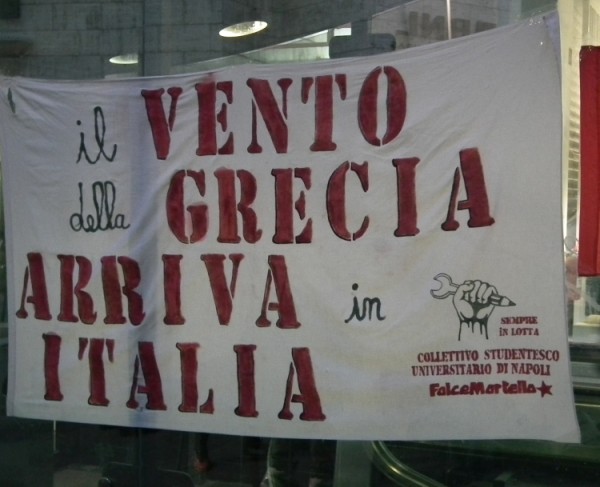 il VENTO
della GRECIA
ARRIVA in
ITALIA
SEMPRE
IN LOTTA
COLLETTIVO STUDENTESCO
UNIVERSITARIO DI NAPOLI
FalceMartello